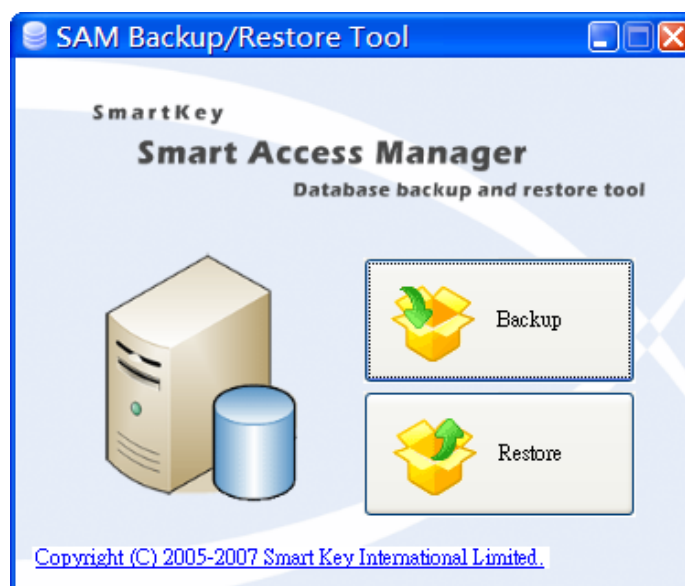 SAM Backup/Restore Tool
SmartKey
Smart Access Manager
Database backup and restore tool
Backup
Restore
Copyright (C) 2005-2007 Smart Key International Limited.